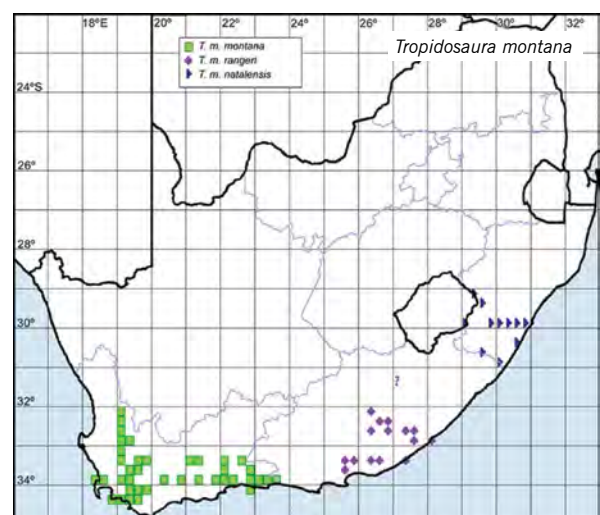 18°E 20 22 24 26 28 30 32°
T. m. montana
T. m. rangeri
T. m. natalensis
Tropidosaura montana
24°S
26°
28°
30°
?
32°
34°